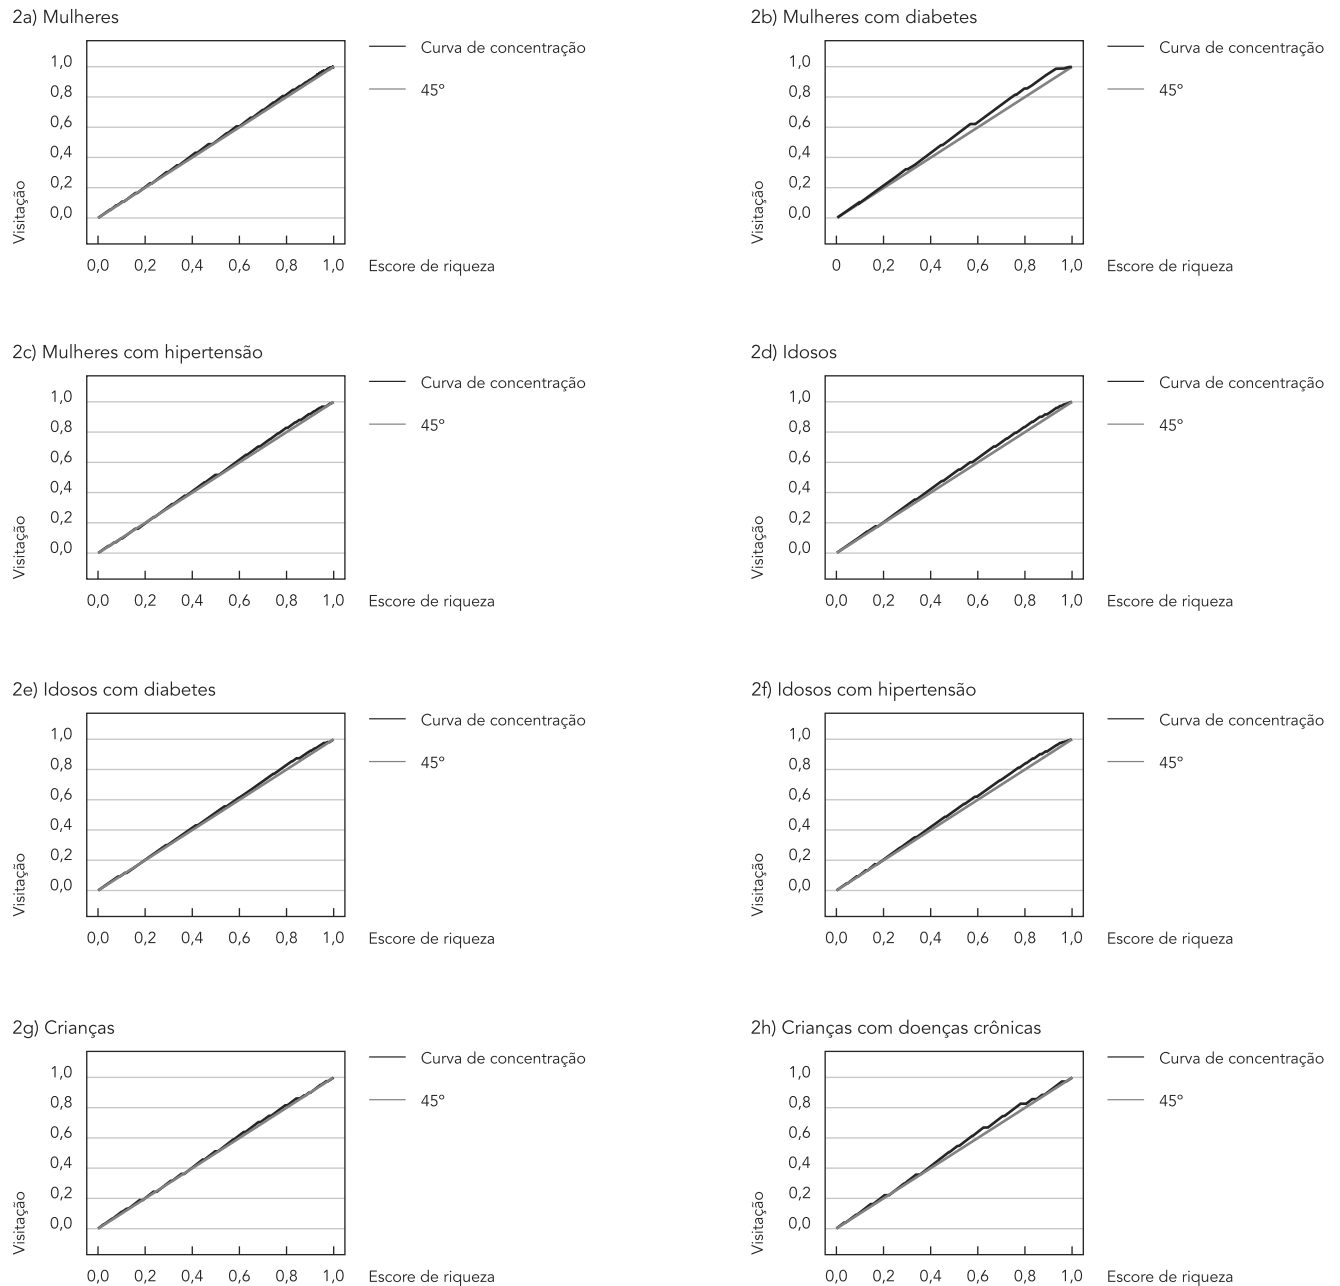 2a) Mulheres
Curva de concentração
45º
1,0
0,8
0,6
0,4
0,2
0,0
Visitação
0,0 0,2 0,4 0,6 0,8 1,0 Escore de riqueza
2b) Mulheres com diabetes
Curva de concentração
45º
1,0
0,8
0,6
0,4
0,2
0,0
Visitação
0 0,2 0,4 0,6 0,8 1,0 Escore de riqueza
2c) Mulheres com hipertensão
Curva de concentração
45º
1,0
0,8
0,6
0,4
0,2
0,0
Visitação
0,0 0,2 0,4 0,6 0,8 1,0 Escore de riqueza
2d) Idosos
Curva de concentração
45º
1,0
0,8
0,6
0,4
0,2
0,0
Visitação
0,0 0,2 0,4 0,6 0,8 1,0 Escore de riqueza
2e) Idosos com diabetes
Curva de concentração
45º
1,0
0,8
0,6
0,4
0,2
0,0
Visitação
0,0 0,2 0,4 0,6 0,8 1,0 Escore de riqueza
2f) Idosos com hipertensão
Curva de concentração
45º
1,0
0,8
0,6
0,4
0,2
0,0
Visitação
0,0 0,2 0,4 0,6 0,8 1,0 Escore de riqueza
2g) Crianças
Curva de concentração
45º
1,0
0,8
0,6
0,4
0,2
0,0
Visitação
0,0 0,2 0,4 0,6 0,8 1,0 Escore de riqueza
2h) Crianças com doenças crônicas
Curva de concentração
45º
1,0
0,8
0,6
0,4
0,2
0,0
Visitação
0,0 0,2 0,4 0,6 0,8 1,0 Escore de riqueza